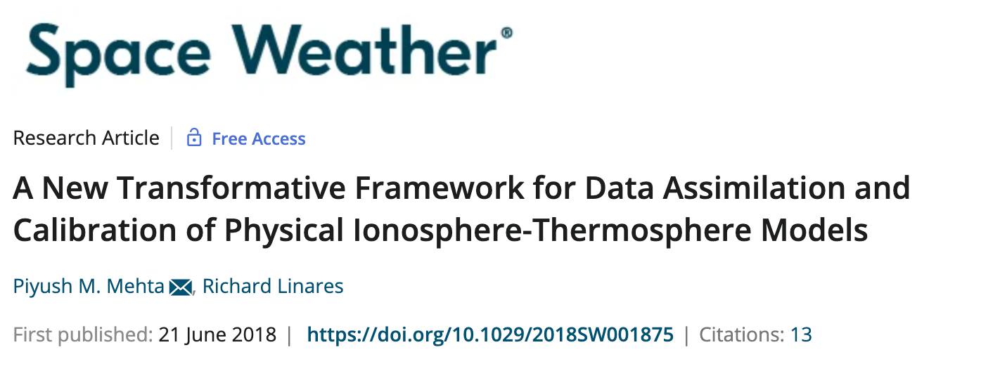 Space Weather®
Research Article | Free Access
A New Transformative Framework for Data Assimilation and
Calibration of Physical Ionosphere-Thermosphere Models
Piyush M. Mehta, Richard Linares
First published: 21 June 2018 | https://doi.org/10.1029/2018SW001875 | Citations: 13